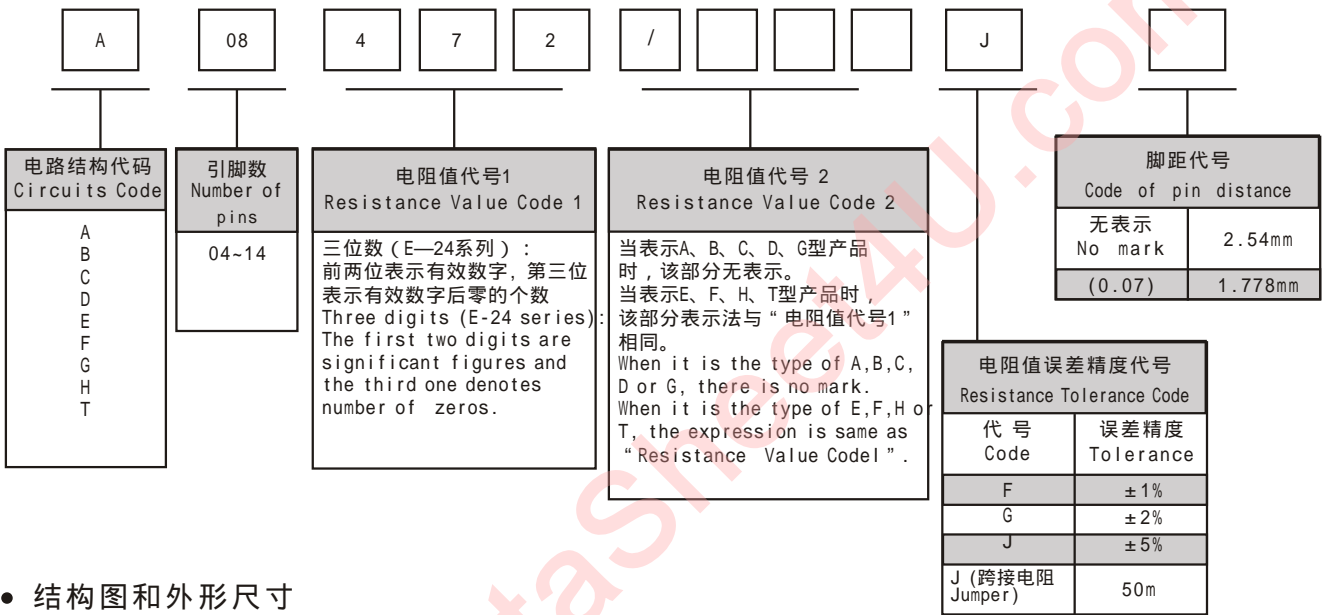 A 08 4 7 2 / J
电路结构代码
Circuits Code
A
B
C
D
E
F
G
H
T
引脚数
Number of
pins
04~14
电阻值代号1
Resistance Value Code 1
三位数（E—24系列）：
前两位表示有效数字, 第三位
表示有效数字后零的个数
Three digits (E-24 series):
The first two digits are
significant figures and
the third one denotes
number of zeros.
电阻值代号 2
Resistance Value Code 2
当表示A、B、C、D、G型产品
时，该部分无表示。
当表示E、F、H、T型产品时，
该部分表示法与“电阻值代号1”
相同。
When it is the type of A,B,C,
D or G, there is no mark.
When it is the type of E,F,H or
T, the expression is same as
“Resistance Value Codel”.
脚距代号
Code of pin distance
无表示
No mark
2.54mm
(0.07) 1.778mm
电阻值误差精度代号
Resistance Tolerance Code
代 号 误差精度
Code Tolerance
F ±1%
G ±2%
J ±5%
J (跨接电阻
Jumper)
50m
• 结构图和外形尺寸
taSheet4U.com